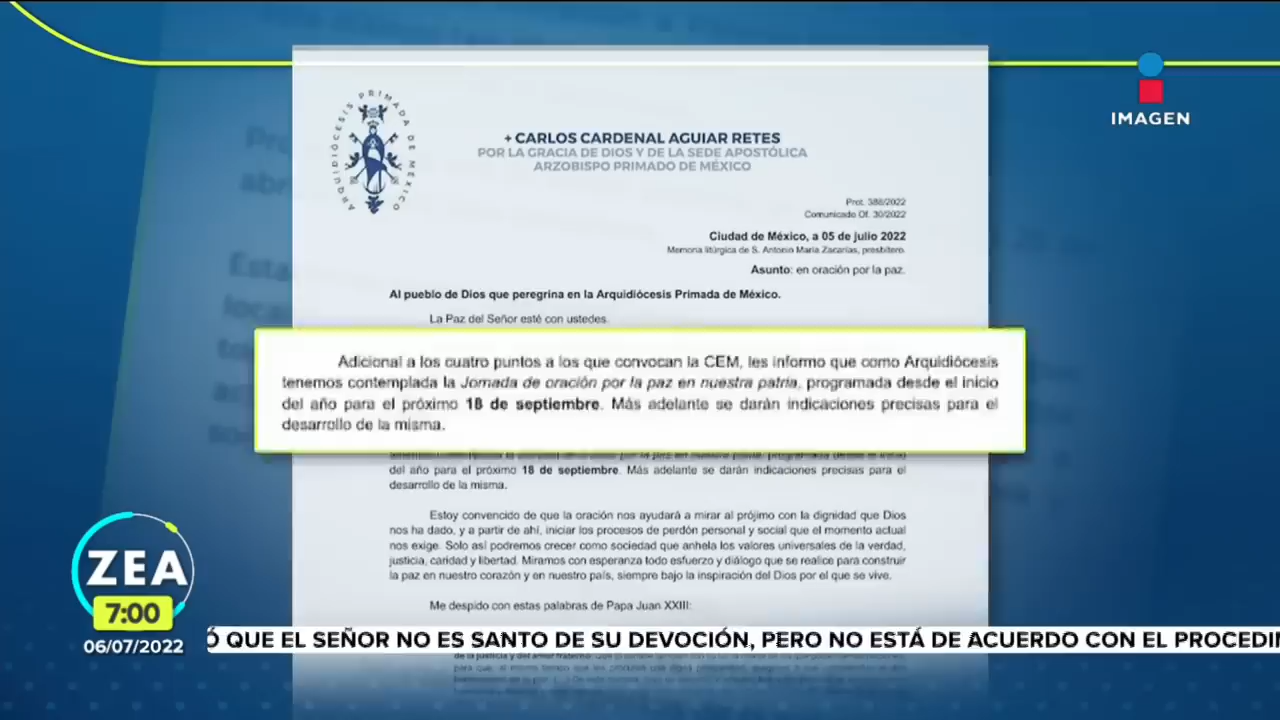 IMAGEN
ARQUIDIÓCESIS PRIMADA DE MÉXICO
+ CARLOS CARDENAL AGUIAR RETES
POR LA GRACIA DE DIOS Y DE LA SEDE APOSTÓLICA
ARZOBISPO PRIMADO DE MÉXICO
Prot. 388/2022
Comunicado Of. 30/2022
Ciudad de México, a 05 de julio 2022
Memoria litúrgica de S. Antonio María Zacarías, presbítero.
Asunto: en oración por la paz.
Al pueblo de Dios que peregrina en la Arquidiócesis Primada de México.
La Paz del Señor esté con ustedes.
Adicional a los cuatro puntos a los que convocan la CEM, les informo que como Arquidiócesis
tenemos contemplada la Jornada de oración por la paz en nuestra patria, programada desde el inicio
del año para el próximo 18 de septiembre. Más adelante se darán indicaciones precisas para el
desarrollo de la misma.
del año para el próximo 18 de septiembre. Más adelante se darán indicaciones precisas para el
desarrollo de la misma.
Estoy convencido de que la oración nos ayudará a mirar al prójimo con la dignidad que Dios
nos ha dado, y a partir de ahí, iniciar los procesos de perdón personal y social que el momento actual
nos exige. Solo así podremos crecer como sociedad que anhela los valores universales de la verdad,
justicia, caridad y libertad. Miramos con esperanza todo esfuerzo y diálogo que se realice para construir
la paz en nuestro corazón y en nuestro país, siempre bajo la inspiración del Dios por el que se vive.
Me despido con estas palabras de Papa Juan XXIII:
ZEA
7:00
06/07/2022
Ó QUE EL SEÑOR NO ES SANTO DE SU DEVOCIÓN, PERO NO ESTÁ DE ACUERDO CON EL PROCEDI
de la justicia y del amor fraterno.